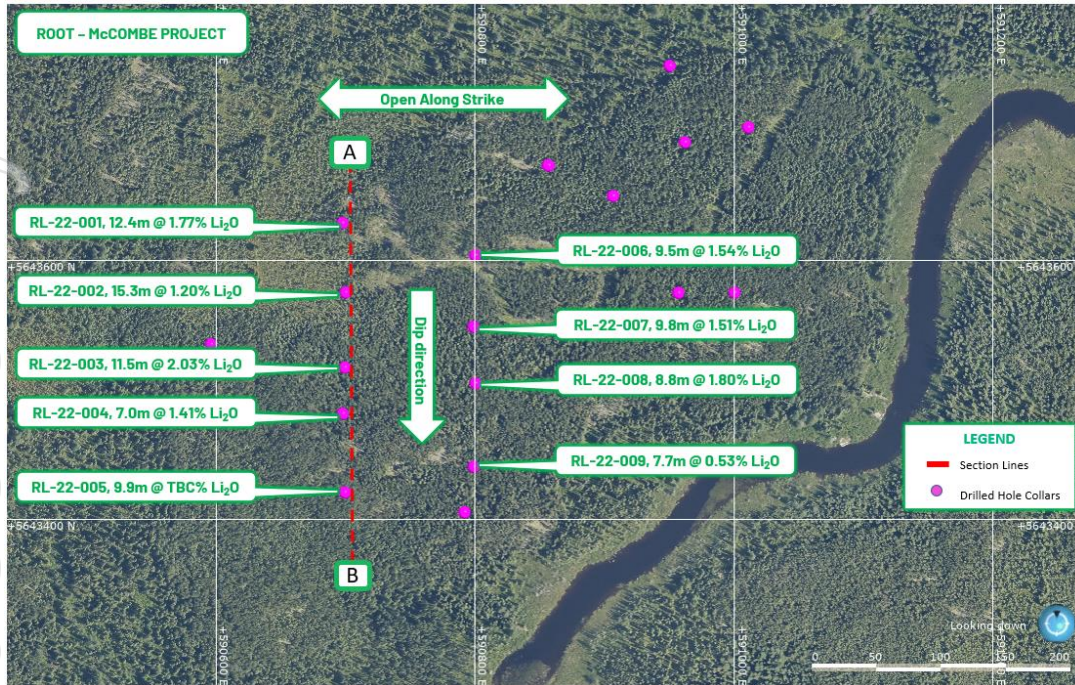 ROOT – McCOMBE PROJECT
+590800 E
+591000 E
+591200 E
Open Along Strike
A
RL-22-001, 12.4m @ 1.77% Li₂O
RL-22-006, 9.5m @ 1.54% Li₂O
+5643600 N
+5643600
RL-22-002, 15.3m @ 1.20% Li₂O
Dip direction
RL-22-007, 9.8m @ 1.51% Li₂O
RL-22-003, 11.5m @ 2.03% Li₂O
RL-22-008, 8.8m @ 1.80% Li₂O
RL-22-004, 7.0m @ 1.41% Li₂O
RL-22-009, 7.7m @ 0.53% Li₂O
RL-22-005, 9.9m @ TBC% Li₂O
LEGEND
Section Lines
Drilled Hole Collars
+5643400 N
B
+590600 E
+590800 E
+591000 E
Looking down
0 50 100 150 200